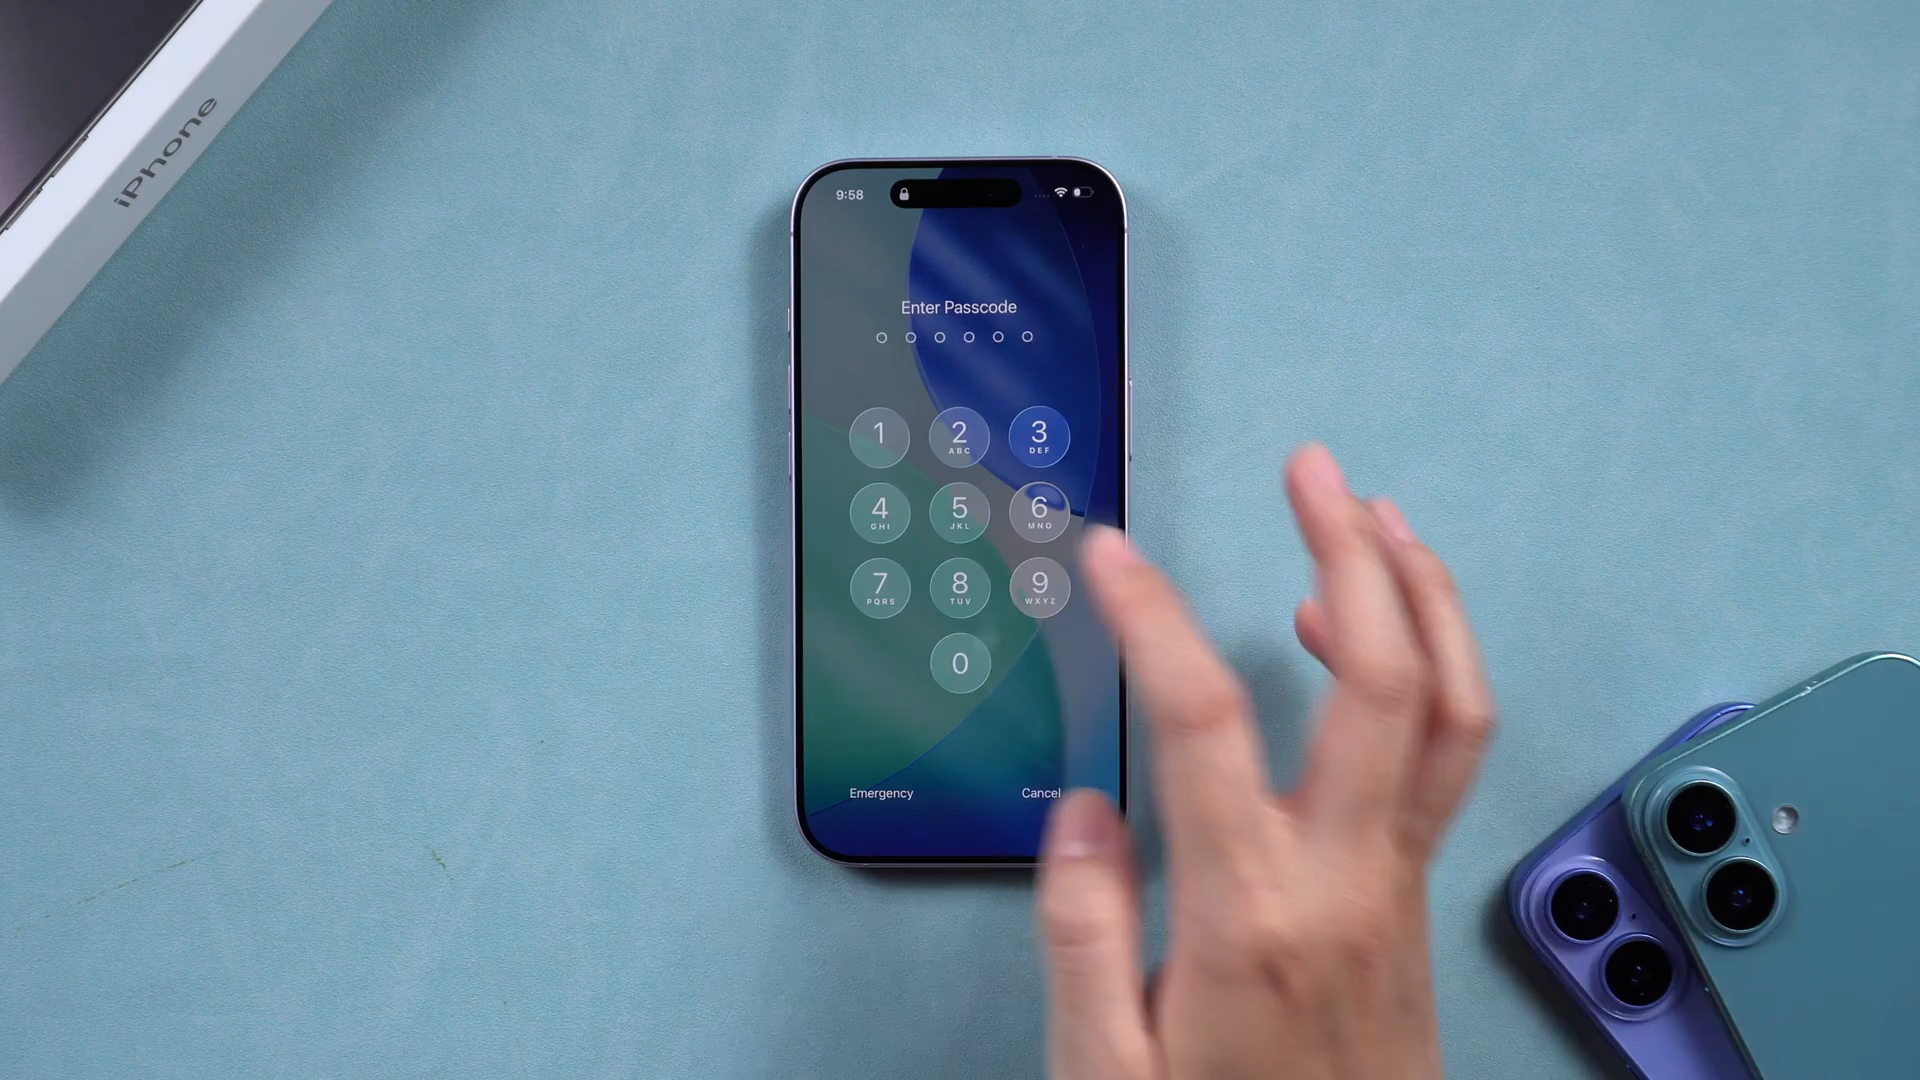 iPhone
9:58
Enter Passcode
1
2
ABC
3
DEF
4
GHI
5
JKL
6
MNO
7
PQRS
8
TUV
9
WXYZ
0
Emergency
Cancel